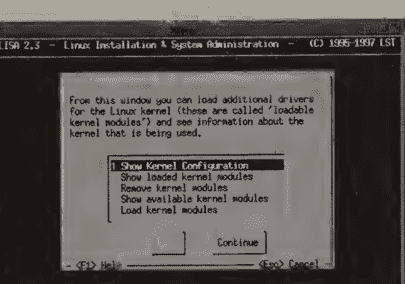 LISA 2.3 - Linux Installation & System Administration - (C) 1995-1997 LST
From this window you can load additional drivers
for the Linux kernel (these are called 'loadable
kernel modules') and see information about the
kernel that is being used.
1 Show Kernel Configuration
Show loaded kernel modules
Remove kernel modules
Show available kernel modules
Load kernel modules
Continue
<F1> Help <Esc> Cancel